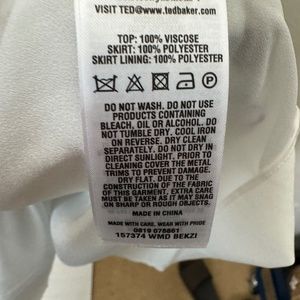 VISIT TED@WWW.TEDBAKER.COM
TOP: 100% VISCOSE
SKIRT: 100% POLYESTER
SKIRT LINING: 100% POLYESTER
P
DO NOT WASH. DO NOT USE
PRODUCTS CONTAINING
BLEACH, OIL OR ALCOHOL. DO
NOT TUMBLE DRY. COOL IRON
ON REVERSE. DRY CLEAN
SEPARATELY. DO NOT DRY IN
DIRECT SUNLIGHT. PRIOR TO
CLEANING COVER THE METAL
TRIMS TO PREVENT DAMAGE.
DRY FLAT. DUE TO THE
CONSTRUCTION OF THE FABRIC
OF THIS GARMENT, EXTRA CARE
MUST BE TAKEN AS IT MAY SNAG
ON SHARP OR ROUGH OBJECTS.
MADE IN CHINA
MADE WITH CARE, WEAR WITH PRIDE
0819 078861
157374 WMD BEKZI